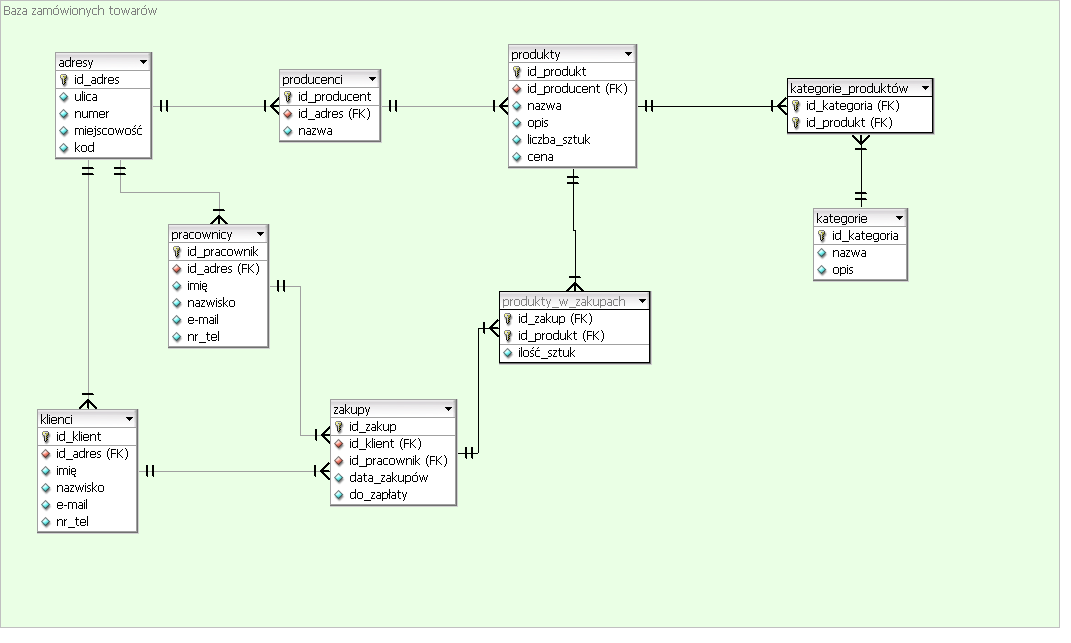 Baza zamówionych towarów
adresy
id_adres
ulica
numer
miejscowość
kod
producenci
id_producent
id_adres (FK)
nazwa
produkty
id_produkt
id_producent (FK)
nazwa
opis
liczba_sztuk
cena
kategorie_produktów
id_kategoria (FK)
id_produkt (FK)
kategorie
id_kategoria
nazwa
opis
pracownicy
id_pracownik
id_adres (FK)
imię
nazwisko
e-mail
nr_tel
produkty_w_zakupach
id_zakup (FK)
id_produkt (FK)
ilość_sztuk
klienci
id_klient
id_adres (FK)
imię
nazwisko
e-mail
nr_tel
zakupy
id_zakup
id_klient (FK)
id_pracownik (FK)
data_zakupów
do_zapłaty